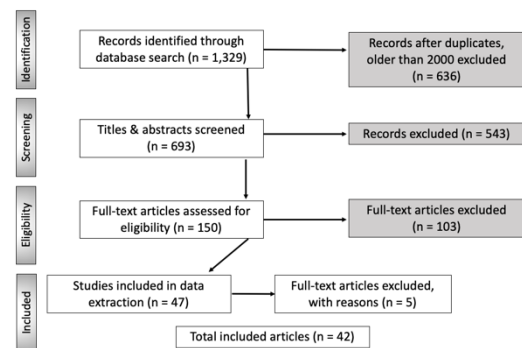 Identification
Records identified through
database search (n = 1,329)
Records after duplicates,
older than 2000 excluded
(n = 636)
Screening
Titles & abstracts screened
(n = 693)
Records excluded (n = 543)
Eligibility
Full-text articles assessed for
eligibility (n = 150)
Full-text articles excluded
(n = 103)
Included
Studies included in data
extraction (n = 47)
Full-text articles excluded,
with reasons (n = 5)
Total included articles (n = 42)